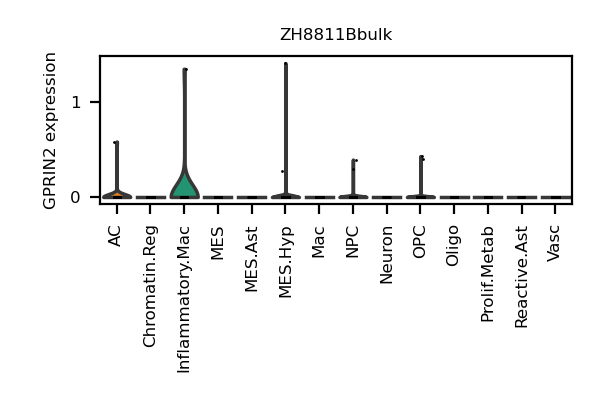 ZH8811Bbulk
GPRIN2 expression
1
0
AC
Chromatin.Reg
Inflammatory.Mac
MES
MES.Ast
MES.Hyp
Mac
NPC
Neuron
OPC
Oligo
Prolif.Metab
Reactive.Ast
Vasc